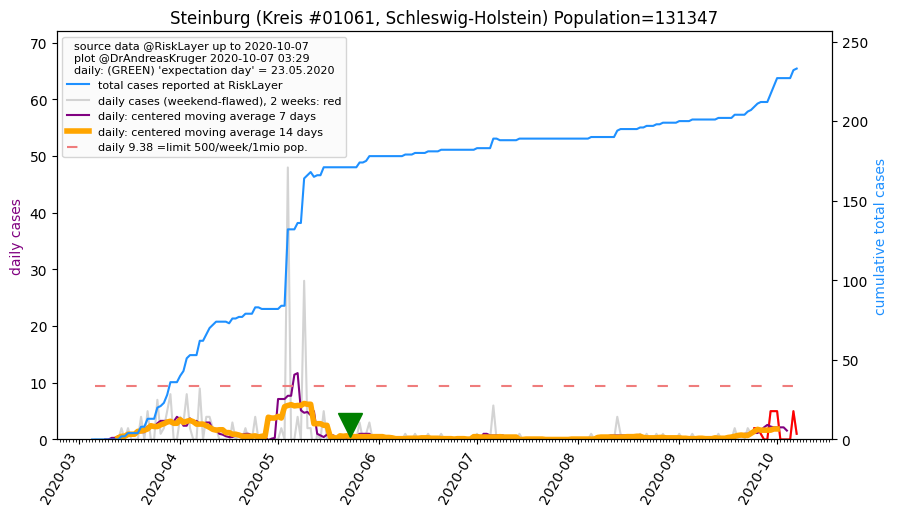 Steinburg (Kreis #01061, Schleswig-Holstein) Population=131347
source data @RiskLayer up to 2020-10-07
plot @DrAndreasKruger 2020-10-07 03:29
daily: (GREEN) 'expectation day' = 23.05.2020
total cases reported at RiskLayer
daily cases (weekend-flawed), 2 weeks: red
daily: centered moving average 7 days
daily: centered moving average 14 days
daily 9.38 =limit 500/week/1mio pop.
daily cases
70
60
50
40
30
20
10
0
cumulative total cases
250
200
150
100
50
0
2020-03
2020-04
2020-05
2020-06
2020-07
2020-08
2020-09
2020-10